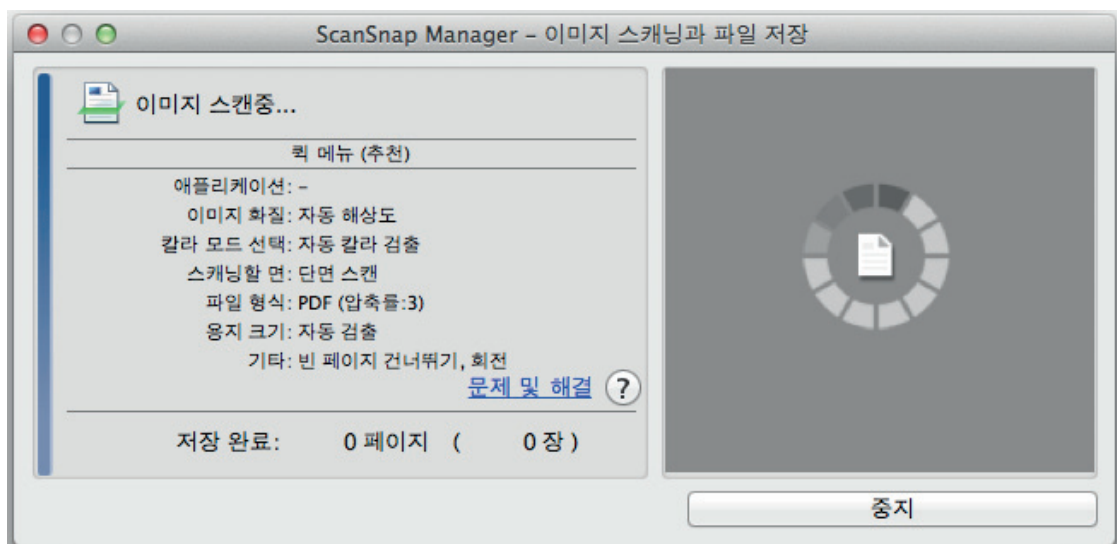 ScanSnap Manager – 이미지 스캐닝과 파일 저장
이미지 스캔중...
퀵 메뉴 (추천)
애플리케이션: –
이미지 화질: 자동 해상도
칼라 모드 선택: 자동 칼라 검출
스캐닝할 면: 단면 스캔
파일 형식: PDF (압축률:3)
용지 크기: 자동 검출
기타: 빈 페이지 건너뛰기, 회전
문제 및 해결 ?
저장 완료: 0 페이지 ( 0 장 )
중지